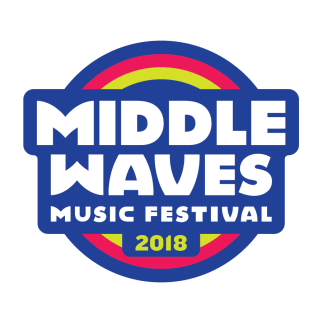 MIDDLE
WAVES
MUSIC FESTIVAL
2018